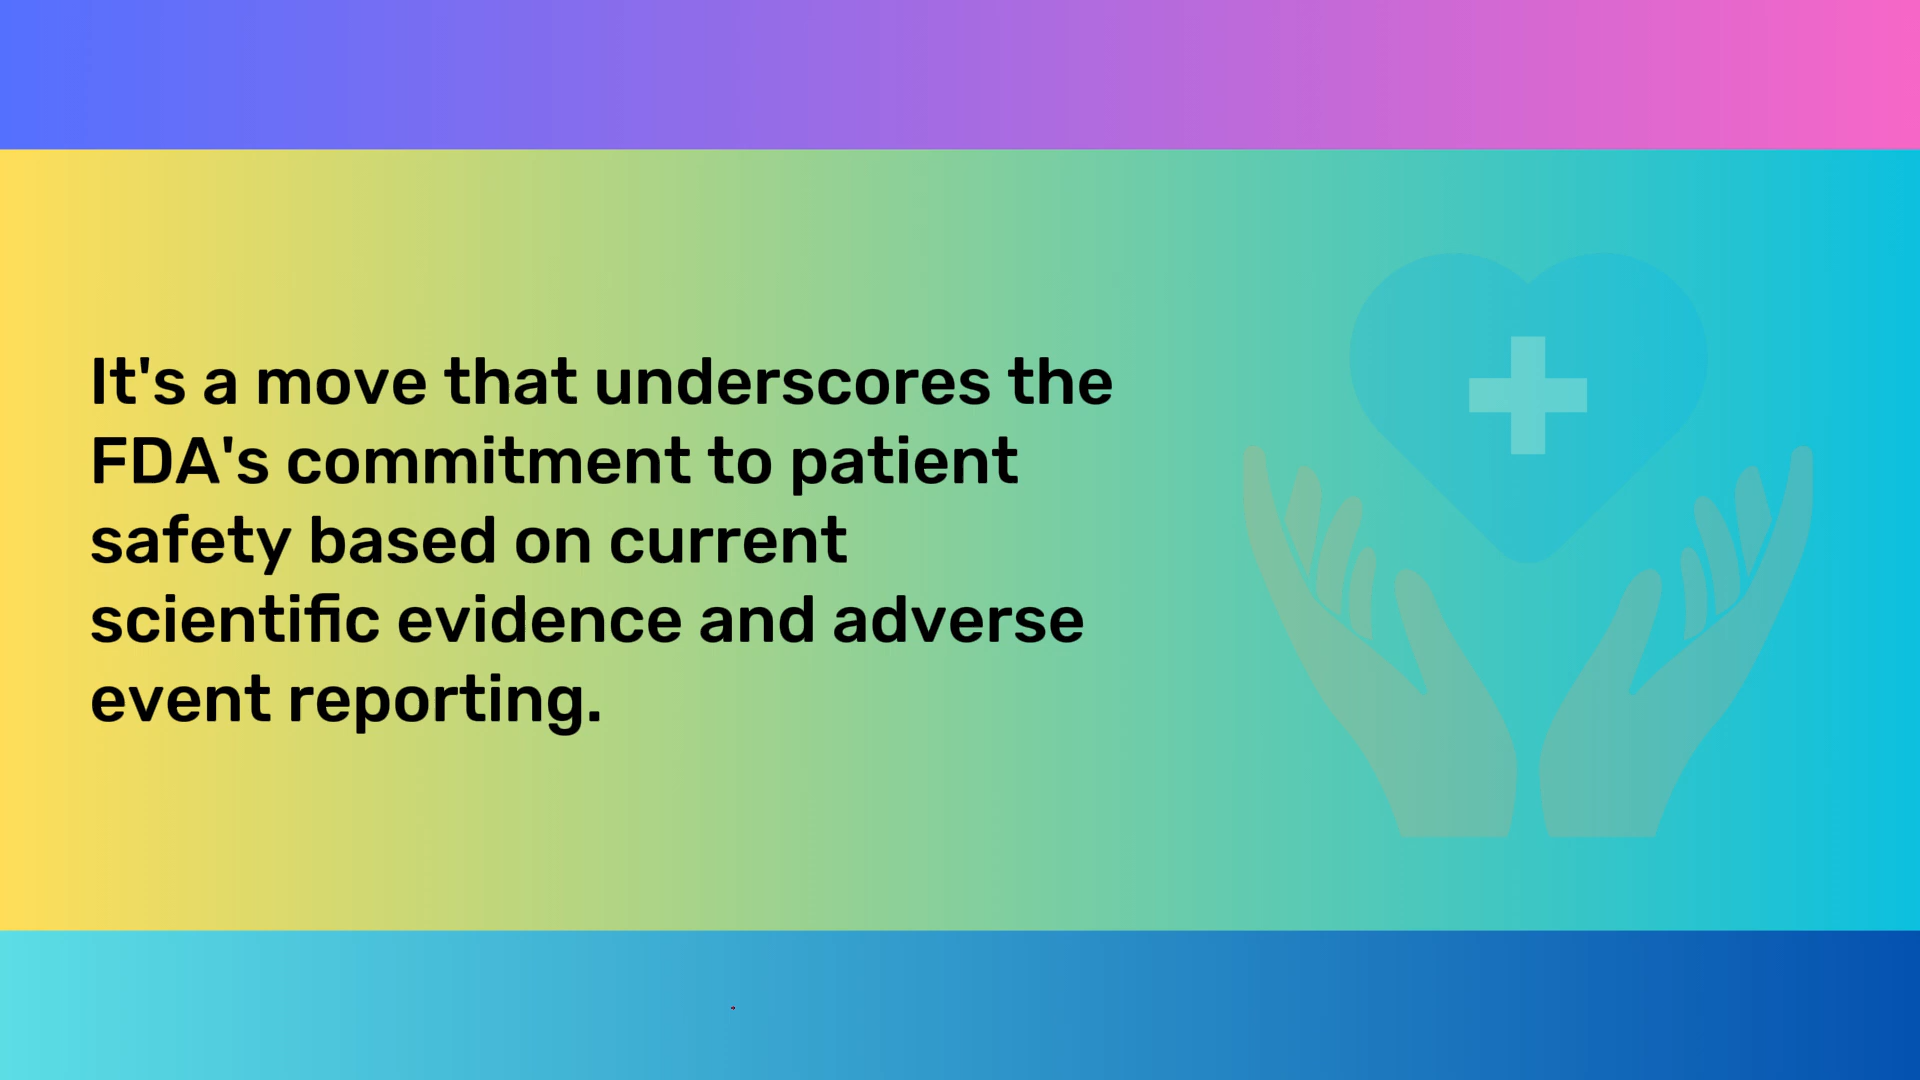 It's a move that underscores the
FDA's commitment to patient
safety based on current
scientific evidence and adverse
event reporting.